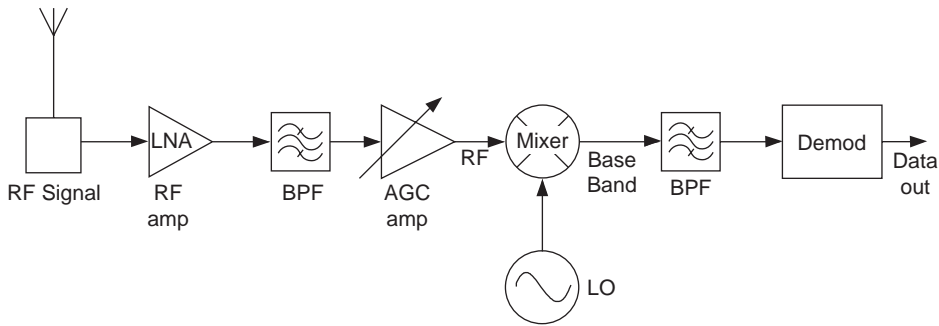 RF Signal
LNA
RF
amp
BPF
AGC
amp
RF
Mixer
LO
Base
Band
BPF
Demod
Data
out